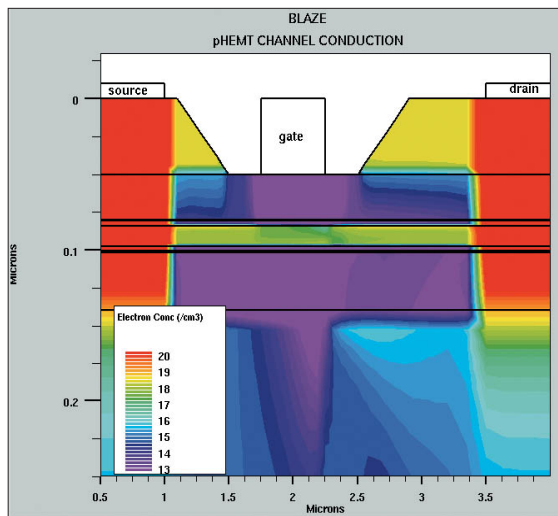 BLAZE
pHEMT CHANNEL CONDUCTION
source
drain
gate
0
0.1
0.2
Microns
Electron Conc (/cm3)
20
19
18
17
16
15
14
13
0.5
1
1.5
2
2.5
3
3.5
Microns